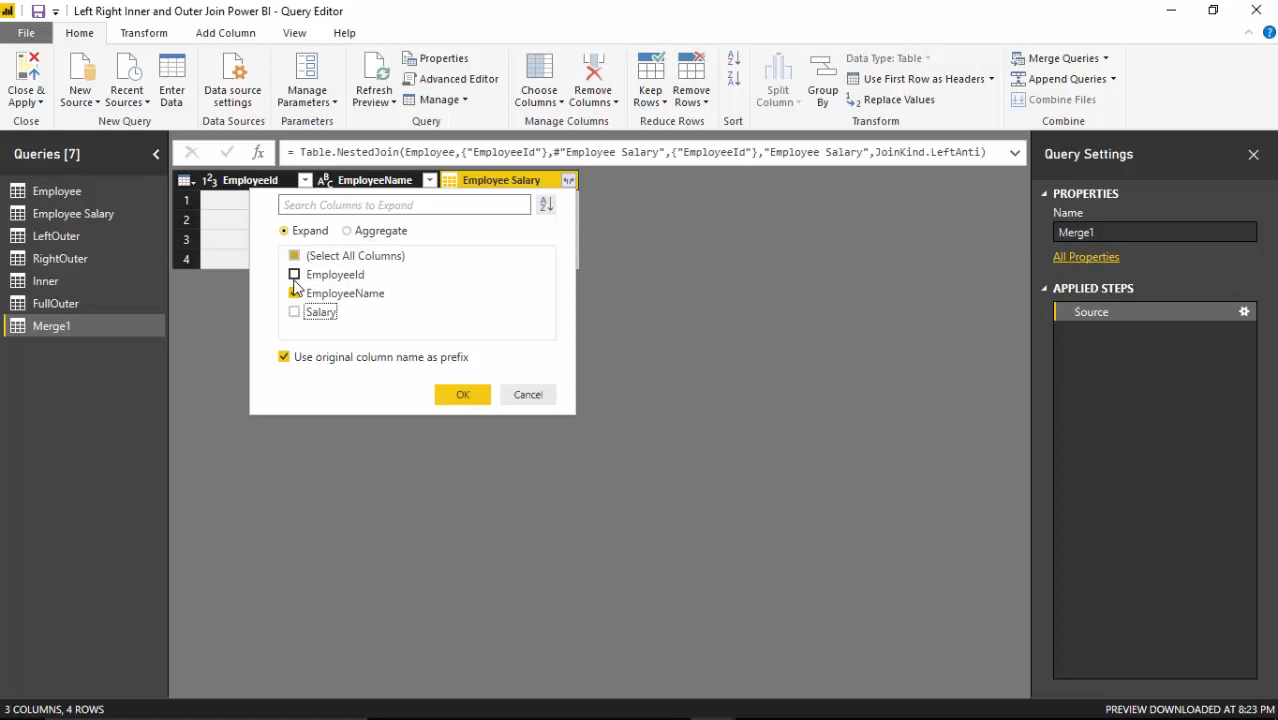 Left Right Inner and Outer Join Power BI - Query Editor
File Home Transform Add Column View Help
Close & Apply
New Source
Recent Sources
Enter Data
Data source settings
Manage Parameters
Refresh Preview
Properties
Advanced Editor
Manage
Choose Columns
Remove Columns
Keep Rows
Remove Rows
Split Column
Group By
Data Type: Table
Use First Row as Headers
Replace Values
Merge Queries
Append Queries
Combine Files
Close New Query Data Sources Parameters Query Manage Columns Reduce Rows Sort Transform Combine
Queries [7]
Employee
Employee Salary
LeftOuter
RightOuter
Inner
FullOuter
Merge1
fx = Table.NestedJoin(Employee,{"EmployeeId"},#"Employee Salary",{"EmployeeId"},"Employee Salary",JoinKind.LeftAnti)
1²3 EmployeeId ABC EmployeeName Employee Salary
1
2
3
4
Search Columns to Expand
Expand Aggregate
(Select All Columns)
EmployeeId
EmployeeName
Salary
Use original column name as prefix
OK Cancel
Query Settings
PROPERTIES
Name
Merge1
All Properties
APPLIED STEPS
Source
3 COLUMNS, 4 ROWS
PREVIEW DOWNLOADED AT 8:23 PM